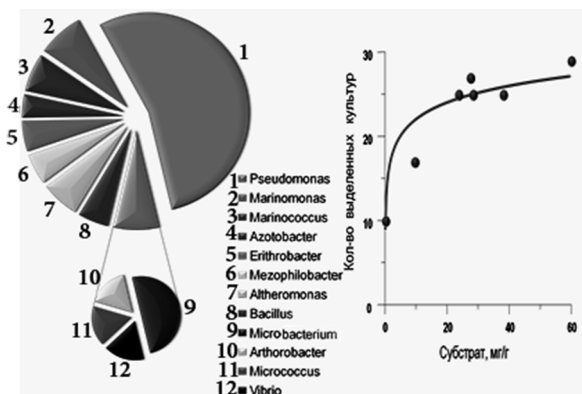 1
2
3
4
5
6
7
8
9
10
11
12
1 Pseudomonas
2 Marinomonas
3 Marinococcus
4 Azotobacter
5 Erithrobacter
6 Mezophilobacter
7 Altheromonas
8 Bacillus
9 Microbacterium
10 Arthorobacter
11 Micrococcus
12 Vibrio
Кол-во выделенных культур
30
20
10
0
0
20
40
60
Субстрат, мг/г